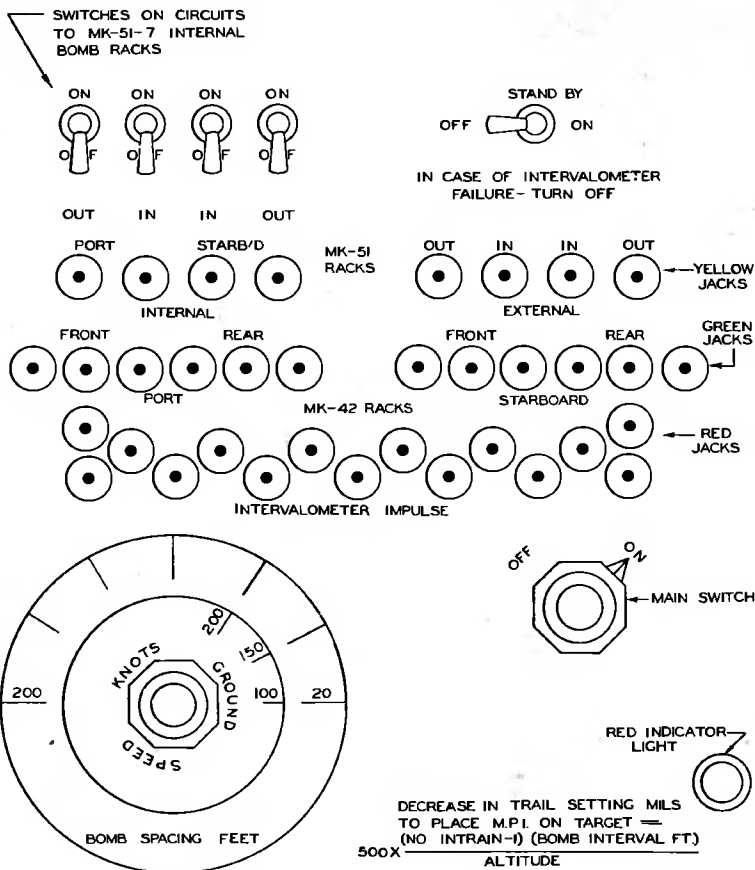 SWITCHES ON CIRCUITS
TO MK-51-7 INTERNAL
BOMB RACKS
ON ON ON ON
OF OF OF OF
STAND BY
OFF ON
IN CASE OF INTERVALOMETER
FAILURE- TURN OFF
OUT IN IN OUT
PORT STARB'D
MK-51
RACKS
OUT IN IN OUT
YELLOW
JACKS
INTERNAL EXTERNAL
GREEN
JACKS
FRONT REAR FRONT REAR
PORT MK-42 RACKS STARBOARD
RED
JACKS
INTERVALOMETER IMPULSE
OFF ON
MAIN SWITCH
200 150 100
KNOTS GROUND SPEED
200 20
BOMB SPACING FEET
RED INDICATOR
LIGHT
DECREASE IN TRAIL SETTING MILS
TO PLACE M.P.I. ON TARGET =
500X (NO INTRAIN-1) (BOMB INTERVAL FT.)
ALTITUDE